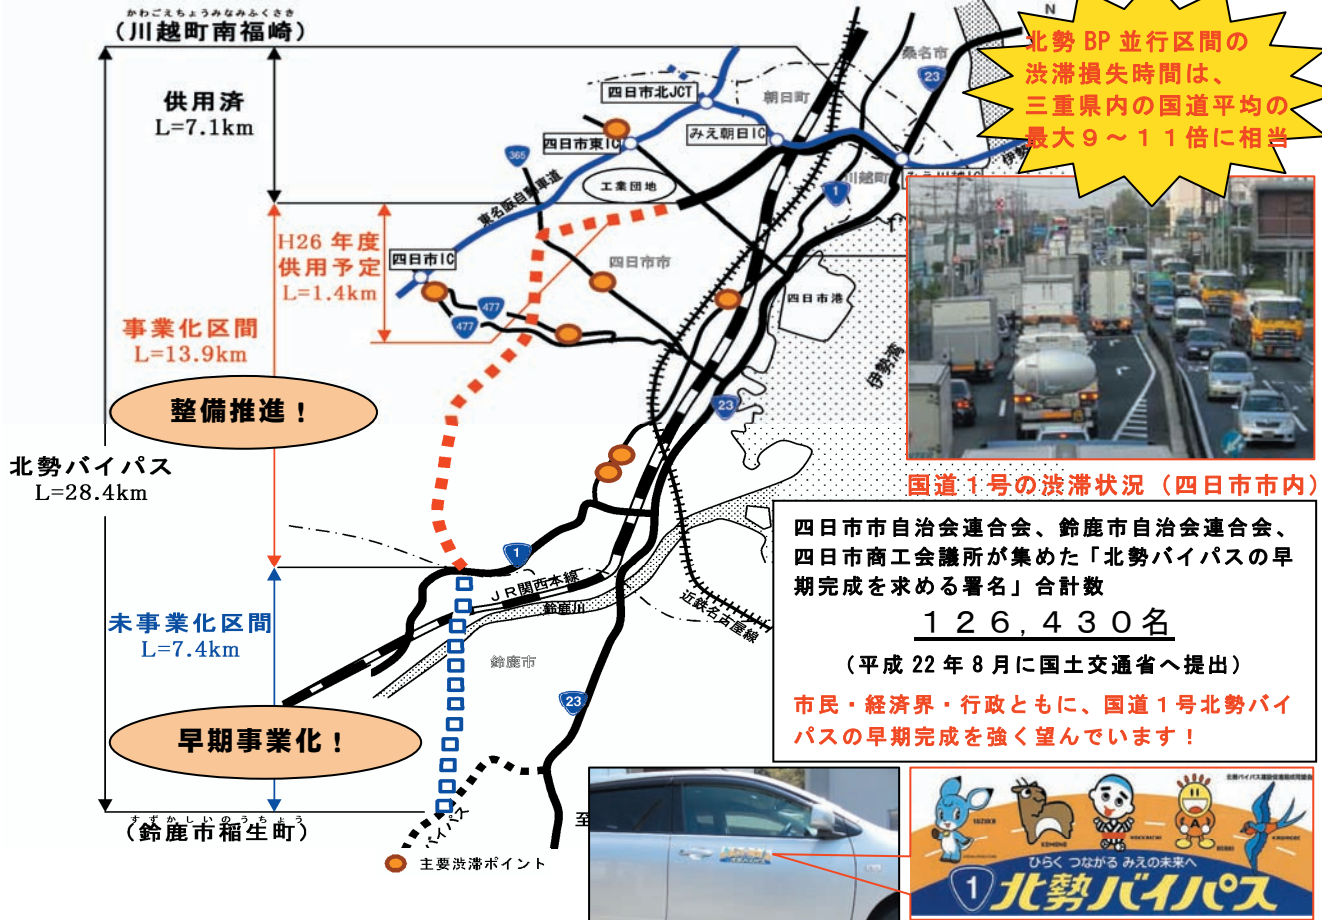 かわごえちょうみなみふくさき
（川越町南福崎）
供用済
L=7.1km
H26 年度
供用予定
L=1.4km
事業化区間
L=13.9km
整備推進！
北勢バイパス
L=28.4km
未事業化区間
L=7.4km
早期事業化！
すずかしいのうちょう
（鈴鹿市稲生町）
N
桑名市
23
四日市北JCT
朝日町
みえ朝日IC
四日市東IC
365
東名阪自動車道
工業団地
川越町
1
四日市IC
四日市市
477
477
四日市港
伊勢湾
23
1
JR関西本線
鈴鹿川
近鉄名古屋線
鈴鹿市
23
バイパス
至
主要渋滞ポイント
北勢 BP 並行区間の
渋滞損失時間は、
三重県内の国道平均の
最大９～１１倍に相当
国道１号の渋滞状況（四日市市内）
四日市市自治会連合会、鈴鹿市自治会連合会、
四日市商工会議所が集めた「北勢バイパスの早
期完成を求める署名」合計数
１２６,４３０名
（平成 22 年 8 月に国土交通省へ提出）
市民・経済界・行政ともに、国道１号北勢バイ
パスの早期完成を強く望んでいます！
SUZUKA
KOMONO
YOKKAICHI
ASAHI
KAWAGOE
ひらく つながる みえの未来へ
1 北勢バイパス